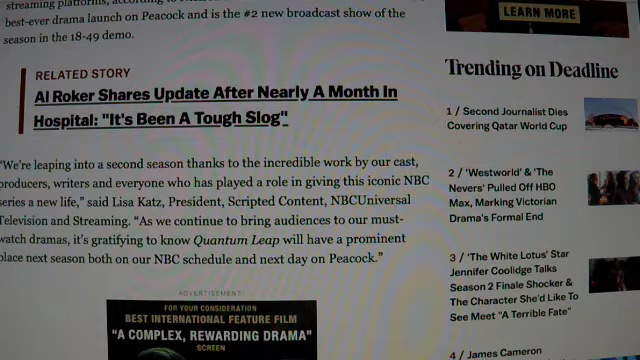 streaming platforms, according to
best-ever drama launch on Peacock and is the #2 new broadcast show of the
season in the 18-49 demo.
RELATED STORY
Al Roker Shares Update After Nearly A Month In
Hospital: "It's Been A Tough Slog"
"We're leaping into a second season thanks to the incredible work by our cast,
producers, writers and everyone who has played a role in giving this iconic NBC
series a new life," said Lisa Katz, President, Scripted Content, NBCUniversal
Television and Streaming. "As we continue to bring audiences to our must-
watch dramas, it's gratifying to know Quantum Leap will have a prominent
place next season both on our NBC schedule and next day on Peacock."
ADVERTISEMENT
FOR YOUR CONSIDERATION
BEST INTERNATIONAL FEATURE FILM
"A COMPLEX, REWARDING DRAMA"
SCREEN
LEARN MORE
Trending on Deadline
1 / Second Journalist Dies
Covering Qatar World Cup
2 / 'Westworld' & 'The
Nevers' Pulled Off HBO
Max, Marking Victorian
Drama's Formal End
3 / 'The White Lotus' Star
Jennifer Coolidge Talks
Season 2 Finale Shocker &
The Character She'd Like To
See Meet "A Terrible Fate"
4 / James Cameron